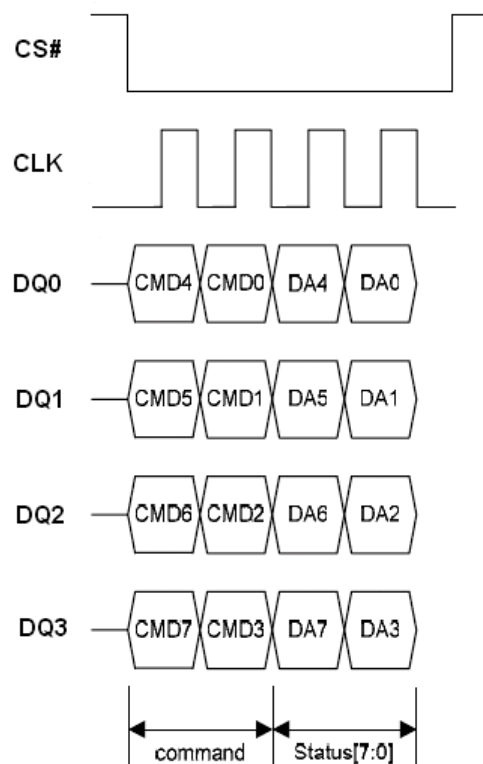 CS#
CLK
DQ0 CMD4 CMD0 DA4 DA0
DQ1 CMD5 CMD1 DA5 DA1
DQ2 CMD6 CMD2 DA6 DA2
DQ3 CMD7 CMD3 DA7 DA3
command Status[7:0]